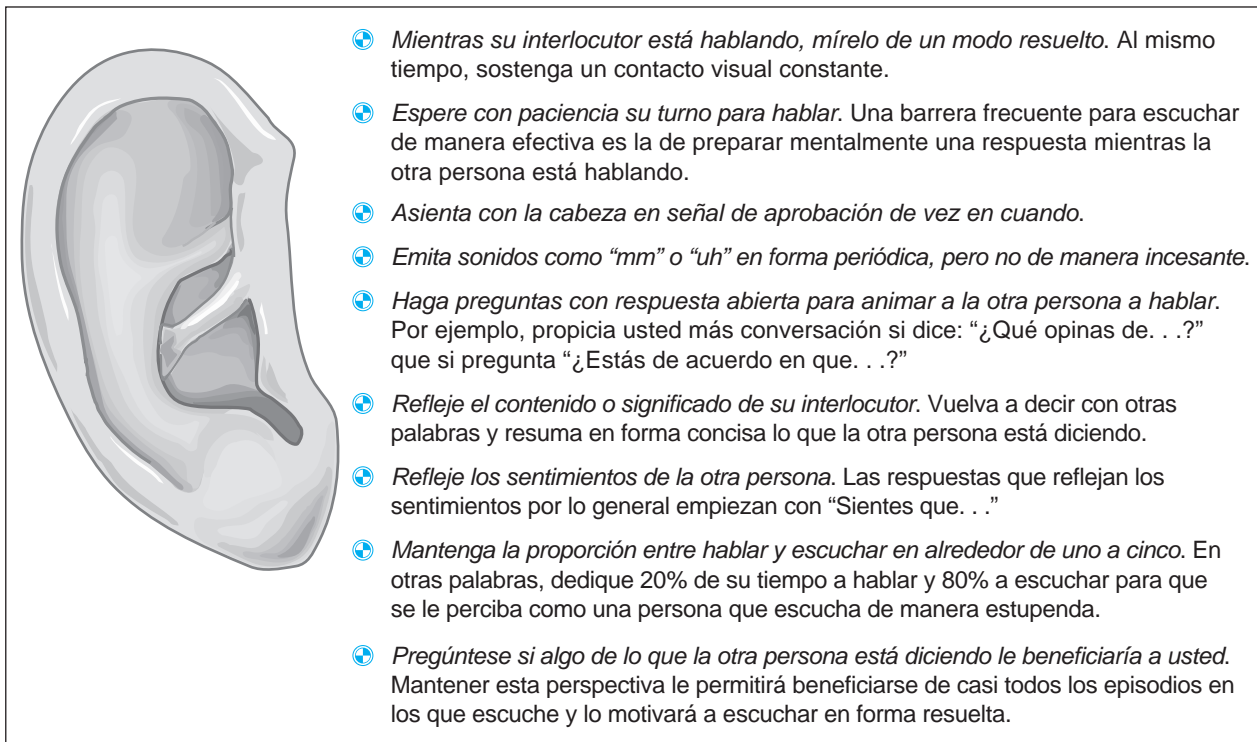 Mientras su interlocutor está hablando, mírelo de un modo resuelto. Al mismo
tiempo, sostenga un contacto visual constante.
Espere con paciencia su turno para hablar. Una barrera frecuente para escuchar
de manera efectiva es la de preparar mentalmente una respuesta mientras la
otra persona está hablando.
Asienta con la cabeza en señal de aprobación de vez en cuando.
Emita sonidos como “mm” o “uh” en forma periódica, pero no de manera incesante.
Haga preguntas con respuesta abierta para animar a la otra persona a hablar.
Por ejemplo, propicia usted más conversación si dice: “¿Qué opinas de. . .?”
que si pregunta “¿Estás de acuerdo en que. . .?”
Refleje el contenido o significado de su interlocutor. Vuelva a decir con otras
palabras y resuma en forma concisa lo que la otra persona está diciendo.
Refleje los sentimientos de la otra persona. Las respuestas que reflejan los
sentimientos por lo general empiezan con “Sientes que. . .”
Mantenga la proporción entre hablar y escuchar en alrededor de uno a cinco. En
otras palabras, dedique 20% de su tiempo a hablar y 80% a escuchar para que
se le perciba como una persona que escucha de manera estupenda.
Pregúntese si algo de lo que la otra persona está diciendo le beneficiaría a usted.
Mantener esta perspectiva le permitirá beneficiarse de casi todos los episodios en
los que escuche y lo motivará a escuchar en forma resuelta.